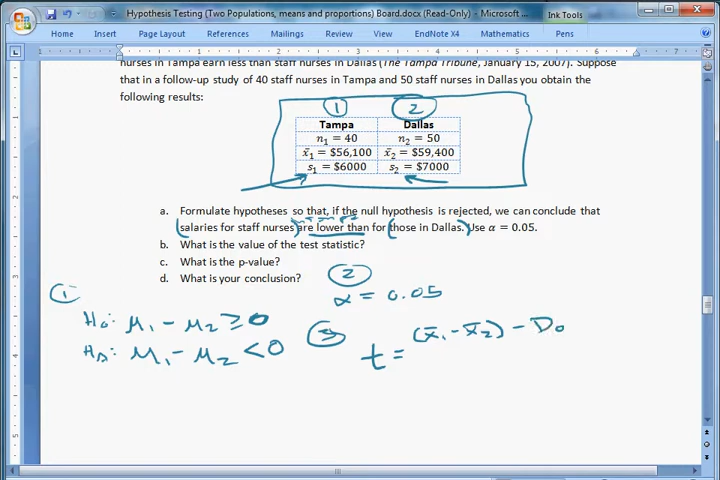 Hypothesis Testing (Two Populations, means and proportions) Board.docx (Read-Only) - Microsoft ...
Ink Tools
Home Insert Page Layout References Mailings Review View EndNote X4 Mathematics Pens
nurses in Tampa earn less than staff nurses in Dallas (The Tampa Tribune, January 15, 2007). Suppose
that in a follow-up study of 40 staff nurses in Tampa and 50 staff nurses in Dallas you obtain the
following results:
1 2
Tampa Dallas
n₁ = 40 n₂ = 50
x̄₁ = $56,100 x̄₂ = $59,400
s₁ = $6000 s₂ = $7000
a. Formulate hypotheses so that, if the null hypothesis is rejected, we can conclude that
(salaries for staff nurses) are lower than for (those in Dallas.) Use α = 0.05.
b. What is the value of the test statistic?
c. What is the p-value?
d. What is your conclusion?
1
2
α = 0.05
H₀: μ₁ - μ₂ ≥ 0
3
t = (x̄₁ - x̄₂) - D₀
μ₁ - μ₂ < 0